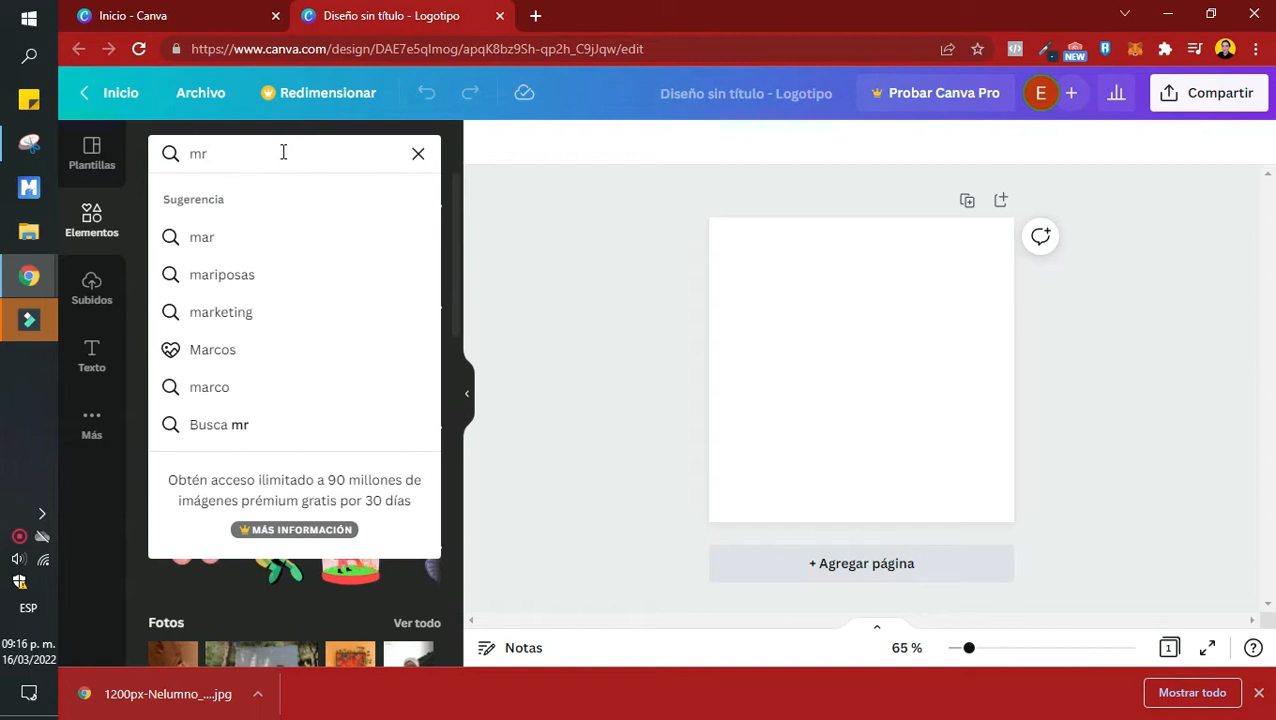 Inicio - Canva
Diseño sin título - Logotipo
https://www.canva.com/design/DAE7e5qImog/apqK8bz9Sh-qp2h_C9jJqw/edit
NEW
Inicio
Archivo
Redimensionar
Diseño sin título - Logotipo
Probar Canva Pro
E
Compartir
Plantillas
Elementos
Subidos
Texto
Más
mr
Sugerencia
mar
mariposas
marketing
Marcos
marco
Busca mr
Obtén acceso ilimitado a 90 millones de
imágenes prémium gratis por 30 días
MÁS INFORMACIÓN
Fotos
Ver todo
+ Agregar página
Notas
65 %
1
ESP
09:16 p. m.
16/03/2022
1200px-Nelumno_....jpg
Mostrar todo